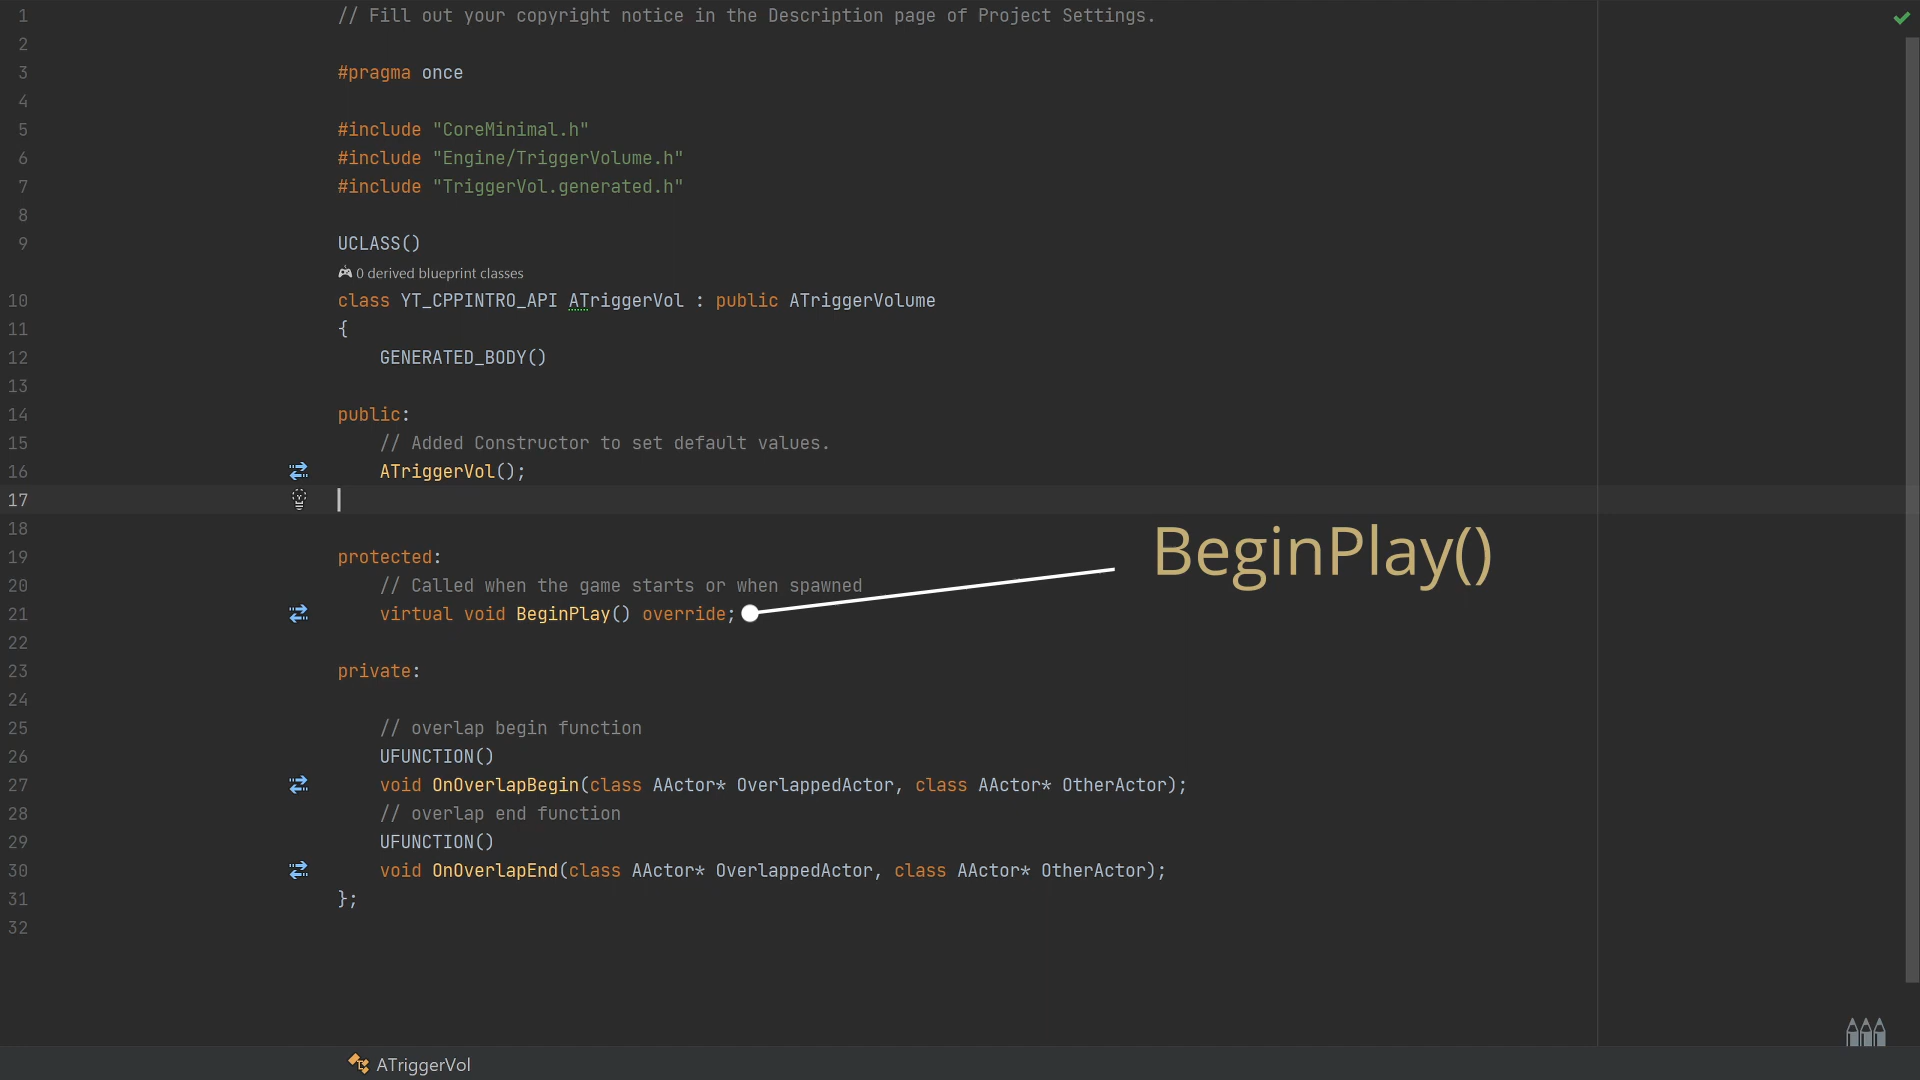 1 // Fill out your copyright notice in the Description page of Project Settings.
2
3 #pragma once
4
5 #include "CoreMinimal.h"
6 #include "Engine/TriggerVolume.h"
7 #include "TriggerVol.generated.h"
8
9 UCLASS()
0 derived blueprint classes
10 class YT_CPPINTRO_API ATriggerVol : public ATriggerVolume
11 {
12 GENERATED_BODY()
13
14 public:
15 // Added Constructor to set default values.
16 ATriggerVol();
17
18
BeginPlay()
19 protected:
20 // Called when the game starts or when spawned
21 virtual void BeginPlay() override;
22
23 private:
24
25 // overlap begin function
26 UFUNCTION()
27 void OnOverlapBegin(class AActor* OverlappedActor, class AActor* OtherActor);
28 // overlap end function
29 UFUNCTION()
30 void OnOverlapEnd(class AActor* OverlappedActor, class AActor* OtherActor);
31 };
32
ATriggerVol